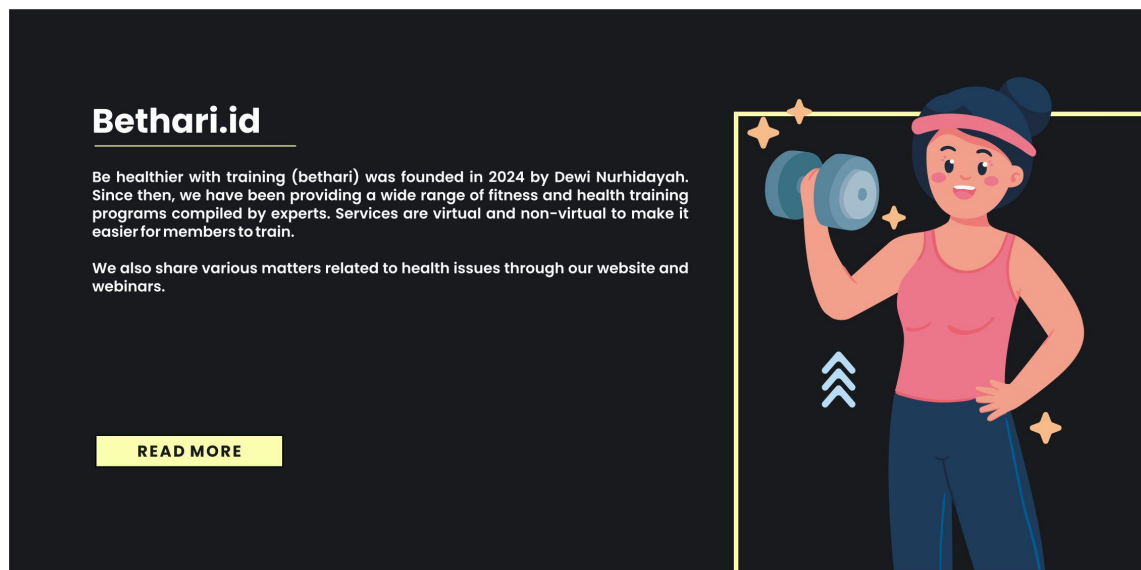 Bethari.id
Be healthier with training (bethari) was founded in 2024 by Dewi Nurhidayah.
Since then, we have been providing a wide range of fitness and health training
programs compiled by experts. Services are virtual and non-virtual to make it
easier for members to train.
We also share various matters related to health issues through our website and
webinars.
READ MORE